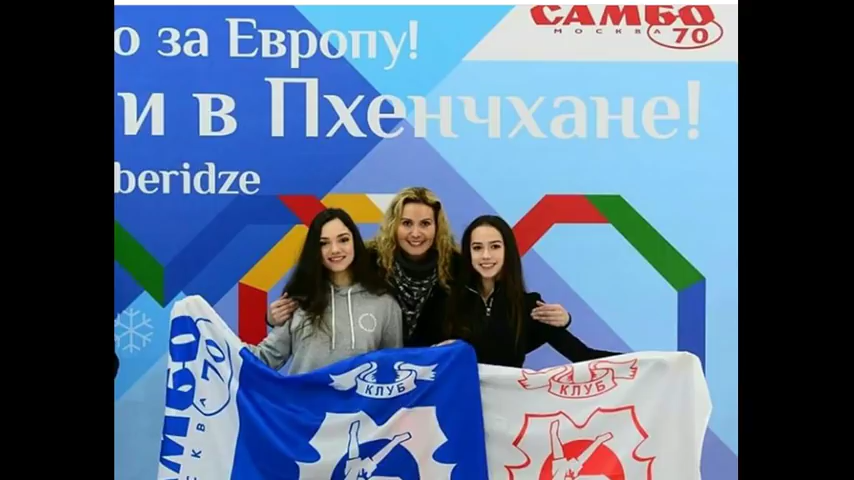 о за Европу!
и в Пхенчхане!
beridze
САМБО
МОСКВА 70
САМБО 70
МОСКВА
КЛУБ
КЛУБ